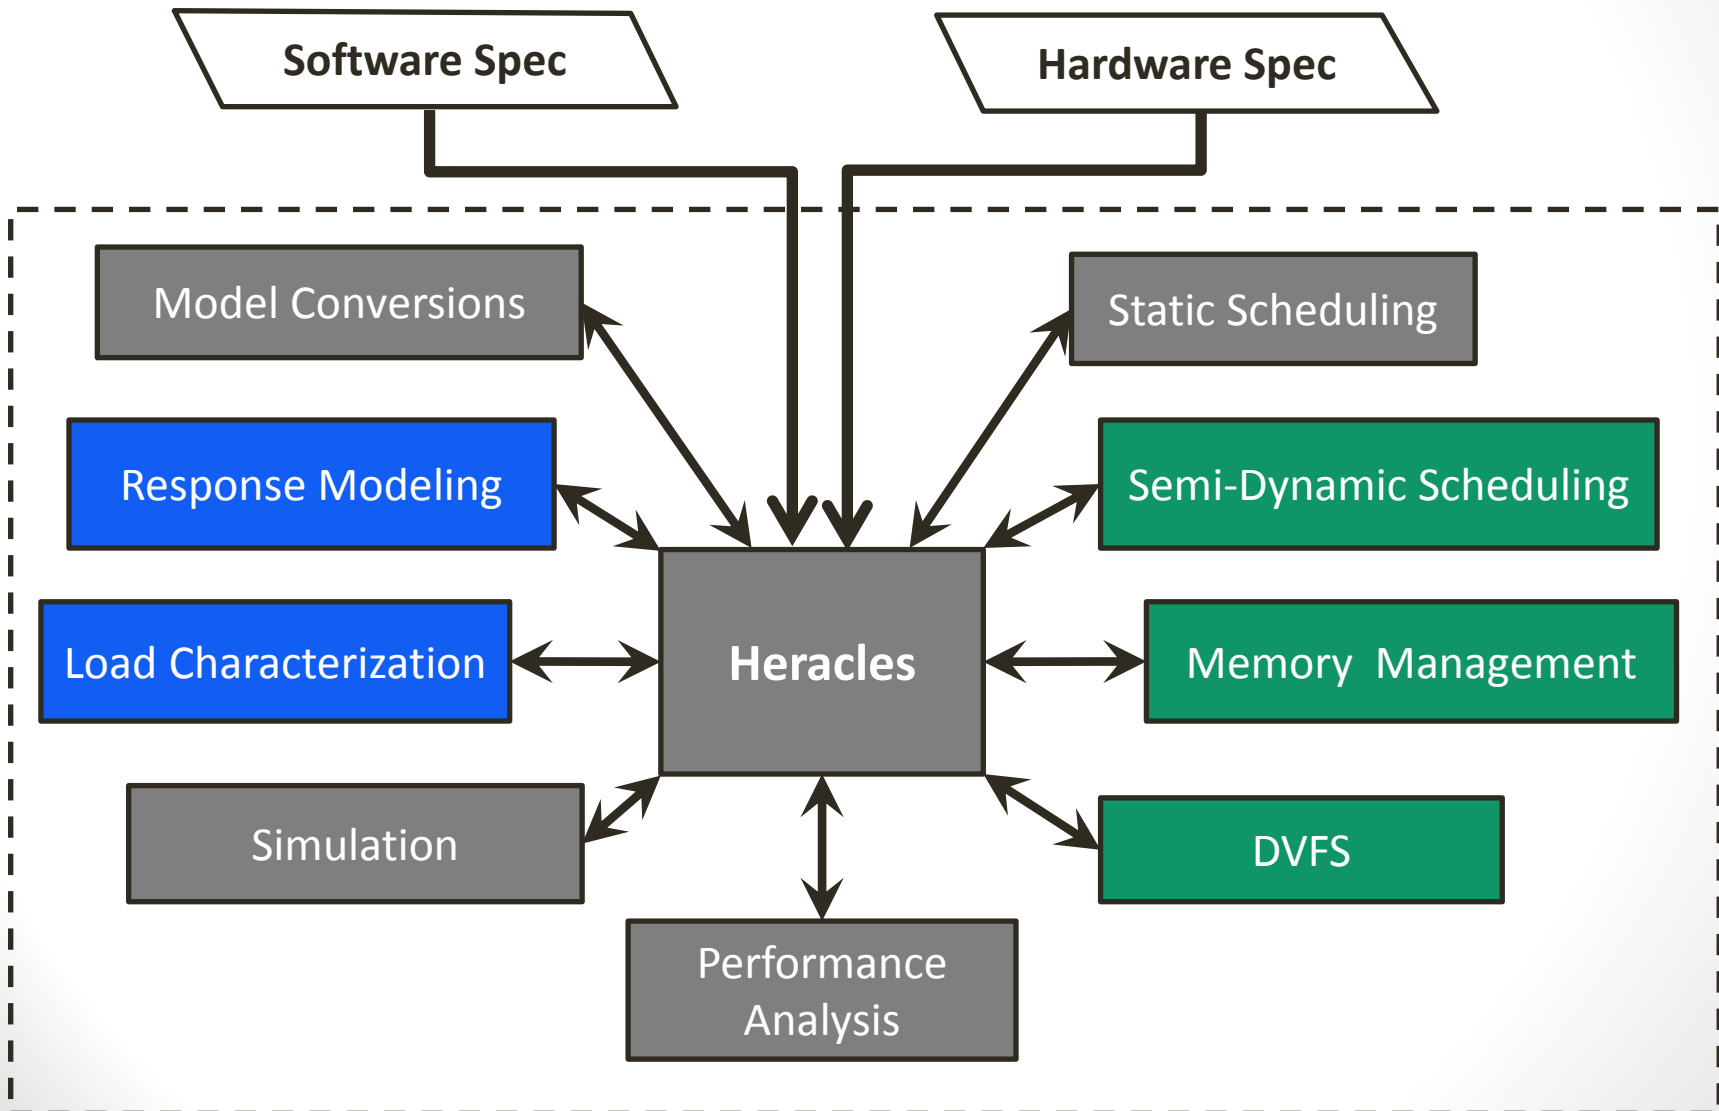 Software Spec
Hardware Spec
Model Conversions
Static Scheduling
Response Modeling
Semi-Dynamic Scheduling
Load Characterization
Heracles
Memory  Management
Simulation
DVFS
Performance
Analysis